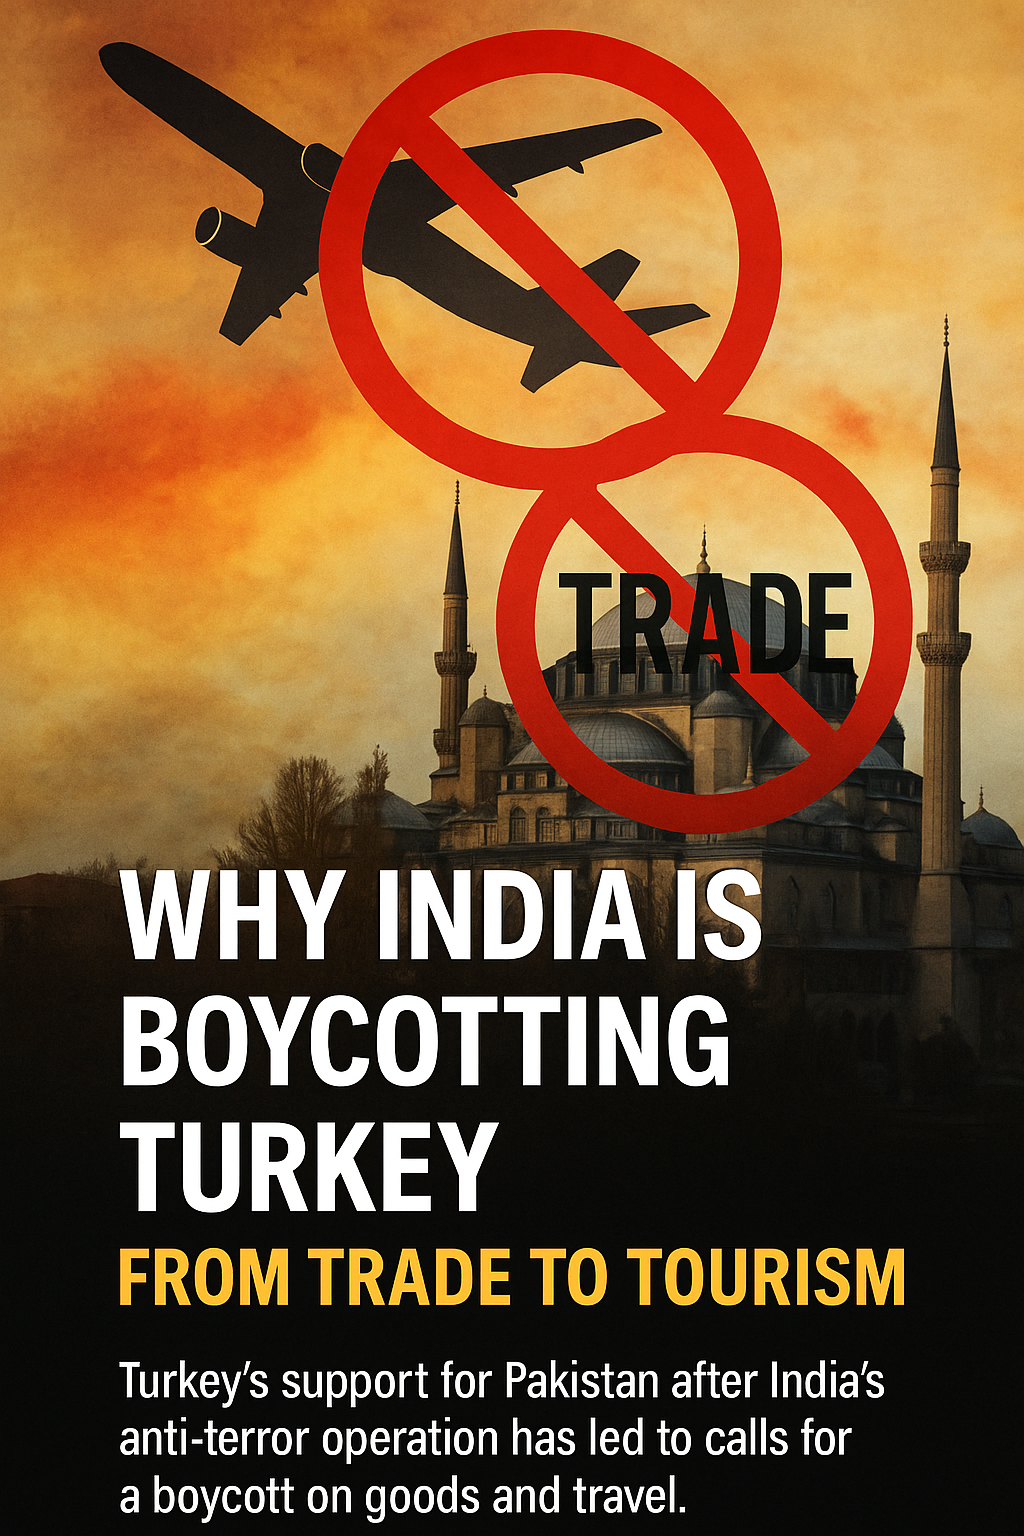 TRADE
WHY INDIA IS
BOYCOTTING
TURKEY
FROM TRADE TO TOURISM
Turkey’s support for Pakistan after India’s
anti-terror operation has led to calls for
a boycott on goods and travel.